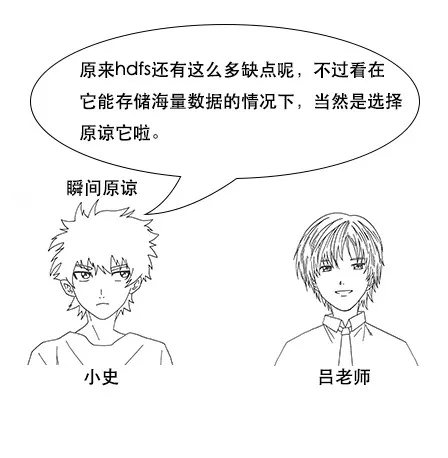 原来hdfs还有这么多缺点呢，不过看在
它能存储海量数据的情况下，当然是选择
原谅它啦。
瞬间原谅
小史
吕老师